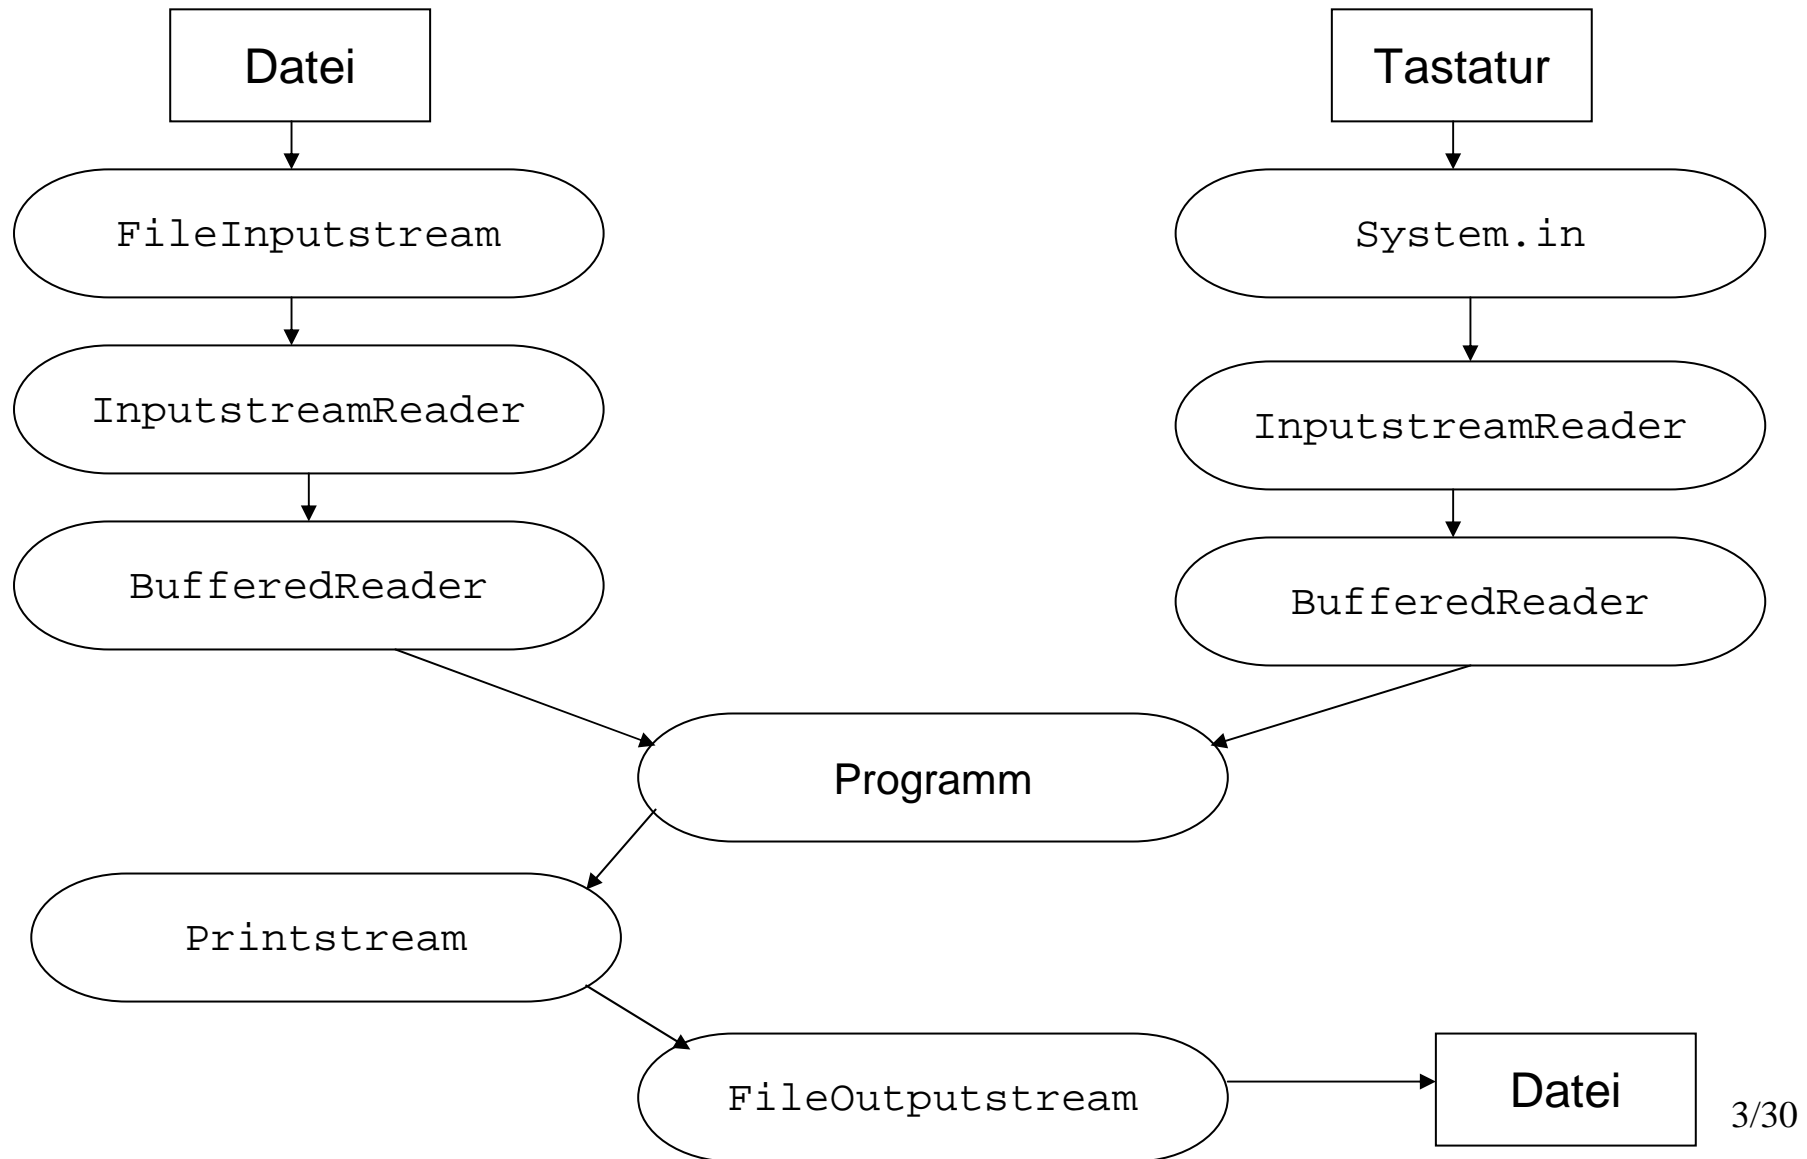 Datei
Tastatur
FileInputstream
System.in
InputstreamReader
InputstreamReader
BufferedReader
BufferedReader
Programm
Printstream
FileOutputstream
Datei
3/30